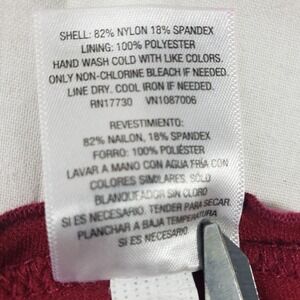 SHELL: 82% NYLON 18% SPANDEX
LINING: 100% POLYESTER
HAND WASH COLD WITH LIKE COLORS.
ONLY NON-CHLORINE BLEACH IF NEEDED.
LINE DRY. COOL IRON IF NEEDED.
RN17730 VN1087006
REVESTIMIENTO:
82% NAILON, 18% SPANDEX
FORRO: 100% POLIÉSTER
LAVAR A MANO CON AGUA FRÍA CON
COLORES SIMILARES. SÓLO
BLANQUEADOR SIN CLORO
SI ES NECESARIO. TENDER PARA SECAR.
PLANCHAR A BAJA TEMPERATURA
SI ES NECESARIO.